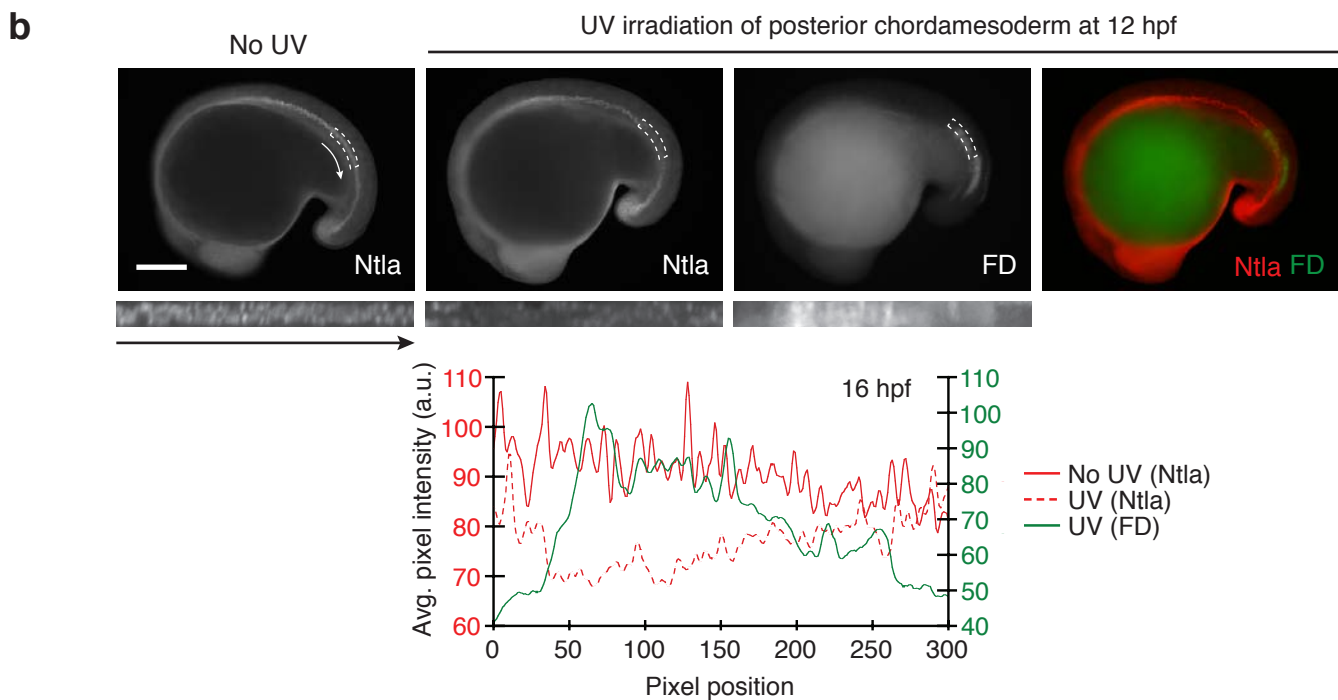 b
UV irradiation of posterior chordamesoderm at 12 hpf
No UV
Ntla
Ntla
FD
Ntla FD
Avg. pixel intensity (a.u.)
110
100
90
80
70
60
16 hpf
110
100
90
80
70
60
50
40
0
50
100
150
200
250
300
Pixel position
No UV (Ntla)
UV (Ntla)
UV (FD)